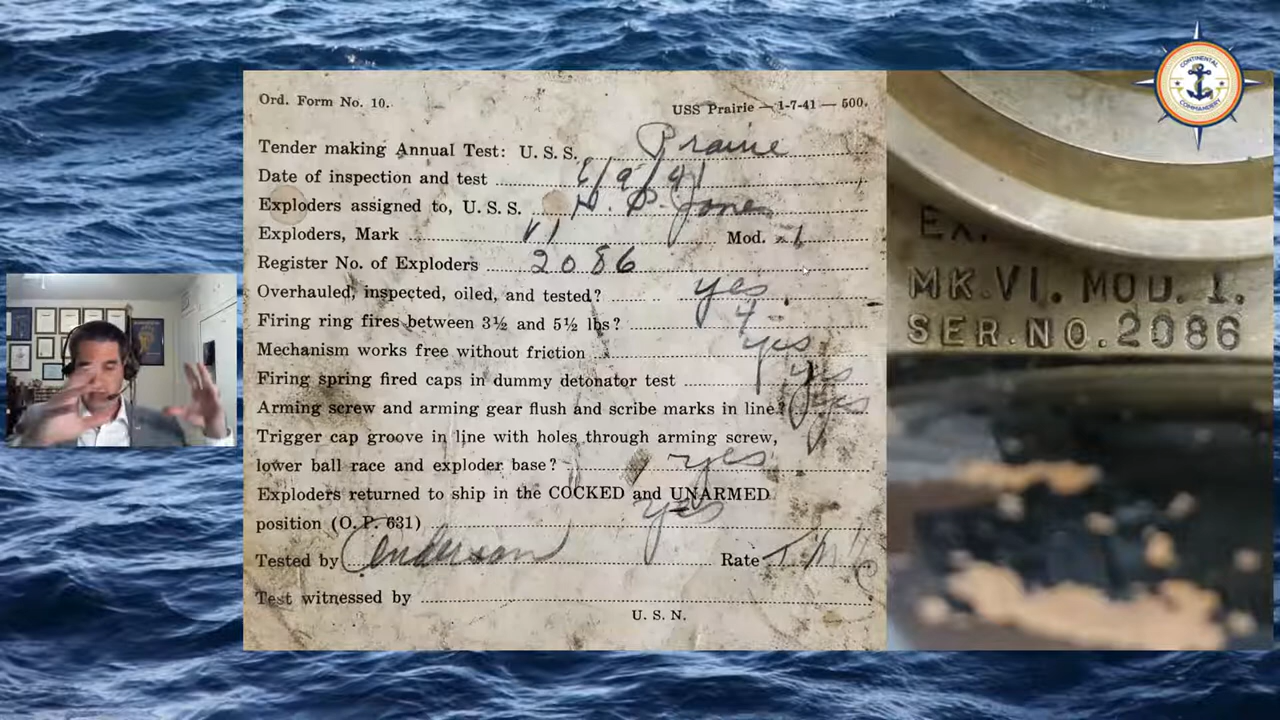 Ord. Form No. 10.
USS Prairie — 1-7-41 — 500.
Tender making Annual Test: U. S. S. Prairie
Date of inspection and test 6/9/41
Exploders assigned to, U. S. S. Jones
Exploders, Mark VI Mod. 1
Register No. of Exploders 2086
Overhauled, inspected, oiled, and tested? yes
Firing ring fires between 3½ and 5½ lbs? 4
Mechanism works free without friction yes
Firing spring fired caps in dummy detonator test yes
Arming screw and arming gear flush and scribe marks in line? yes
Trigger cap groove in line with holes through arming screw,
lower ball race and exploder base? yes
Exploders returned to ship in the COCKED and UNARMED
position (O. P. 631) yes
Tested by Anderson Rate
Test witnessed by
U. S. N.
EX.
MK.VI. MOD. 1.
SER.NO.2086
CONTINENTAL
COMMANDERY